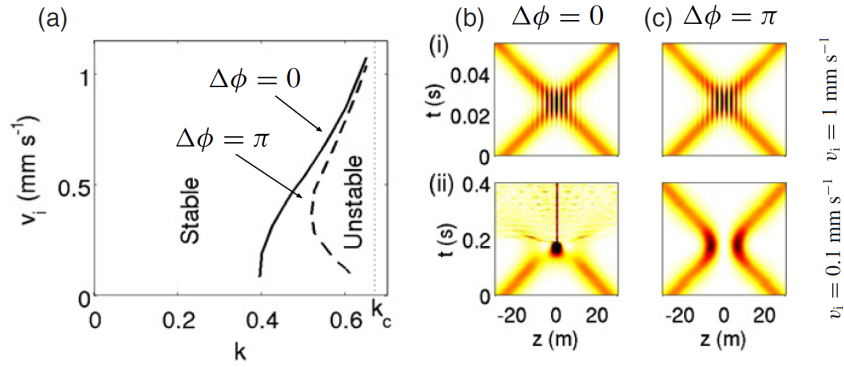 (a)
1
0.5
0
v_i (mm s⁻¹)
Δϕ = 0
Δϕ = π
Stable
Unstable
0
0.2
0.4
0.6
k_c
k
(b)
Δϕ = 0
(c)
Δϕ = π
(i)
t (s)
0.04
0.02
0
v_i = 1 mm s⁻¹
(ii)
t (s)
0.4
0.2
0
v_i = 0.1 mm s⁻¹
-20
0
20
-20
0
20
z (m)
z (m)